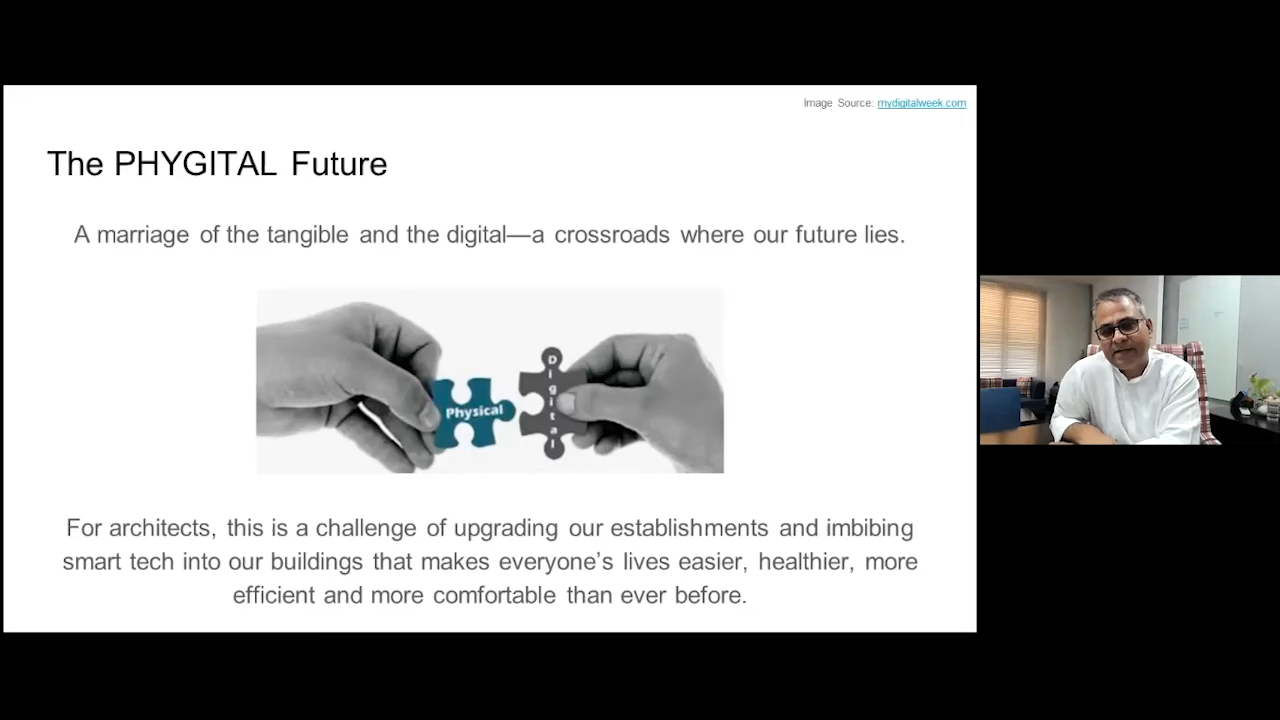 Image Source: mydigitalweek.com
The PHYGITAL Future
A marriage of the tangible and the digital—a crossroads where our future lies.
Physical
Digital
For architects, this is a challenge of upgrading our establishments and imbibing
smart tech into our buildings that makes everyone’s lives easier, healthier, more
efficient and more comfortable than ever before.